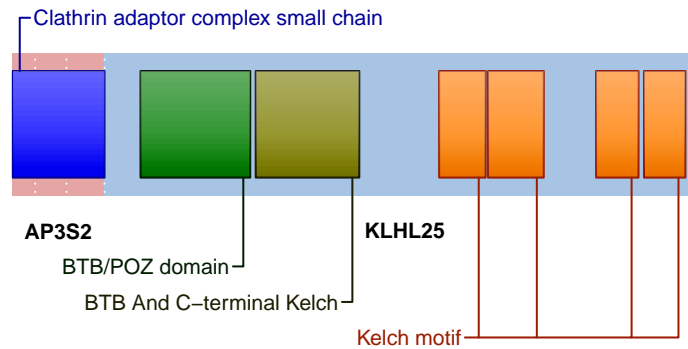 Clathrin adaptor complex small chain
AP3S2
KLHL25
BTB/POZ domain
BTB And C−terminal Kelch
Kelch motif